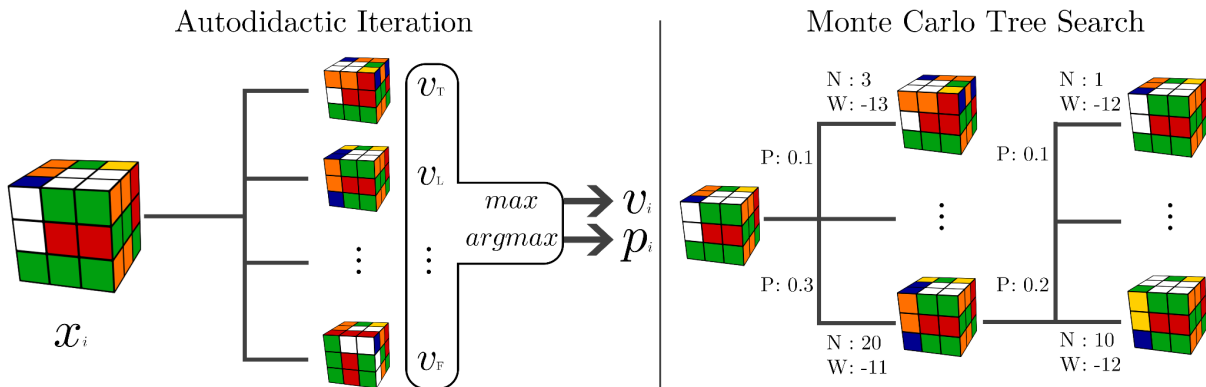 Autodidactic Iteration
v_T
v_L
⋮ ⋮
v_F
max
argmax
v_i
p_i
x_i
Monte Carlo Tree Search
N : 3
W: -13
P: 0.1
⋮
P: 0.3
N : 20
W: -11
N : 1
W: -12
P: 0.1
⋮
P: 0.2
N : 10
W: -12